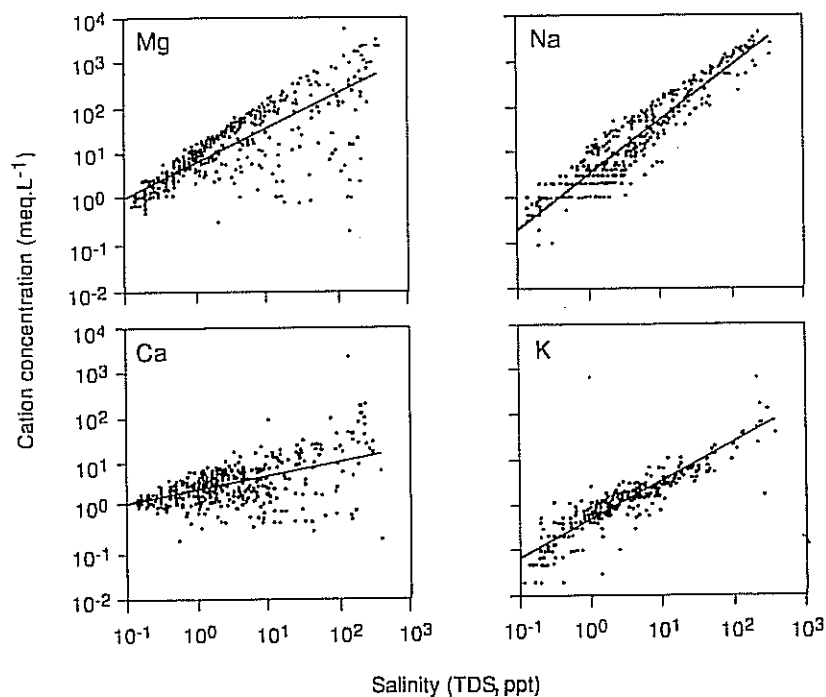 Mg
Na
10⁴
10³
10²
10¹
10⁰
10⁻¹
10⁻²
Ca
K
10⁴
10³
10²
10¹
10⁰
10⁻¹
10⁻²
10⁻¹ 10⁰ 10¹ 10² 10³
10⁻¹ 10⁰ 10¹ 10² 10³
Cation concentration (meq.L⁻¹)
Salinity (TDS, ppt)